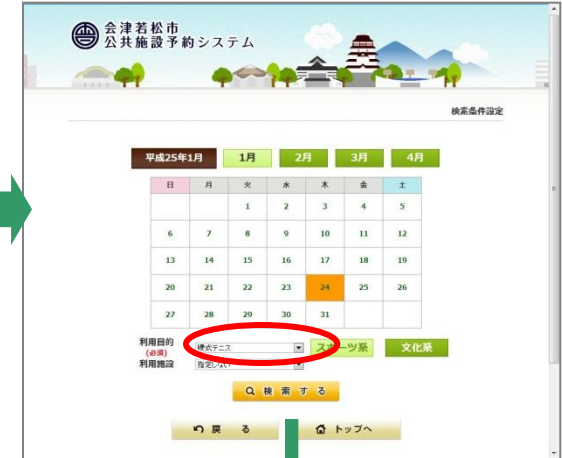 会津若松市
公共施設予約システム
検索条件設定
平成25年1月 1月 2月 3月 4月
日 月 火 水 木 金 土
1 2 3 4 5
6 7 8 9 10 11 12
13 14 15 16 17 18 19
20 21 22 23 24 25 26
27 28 29 30 31
利用目的 硬式テニス スポーツ系 文化系
(必須)
利用施設 指定しない
検索する
戻る トップへ